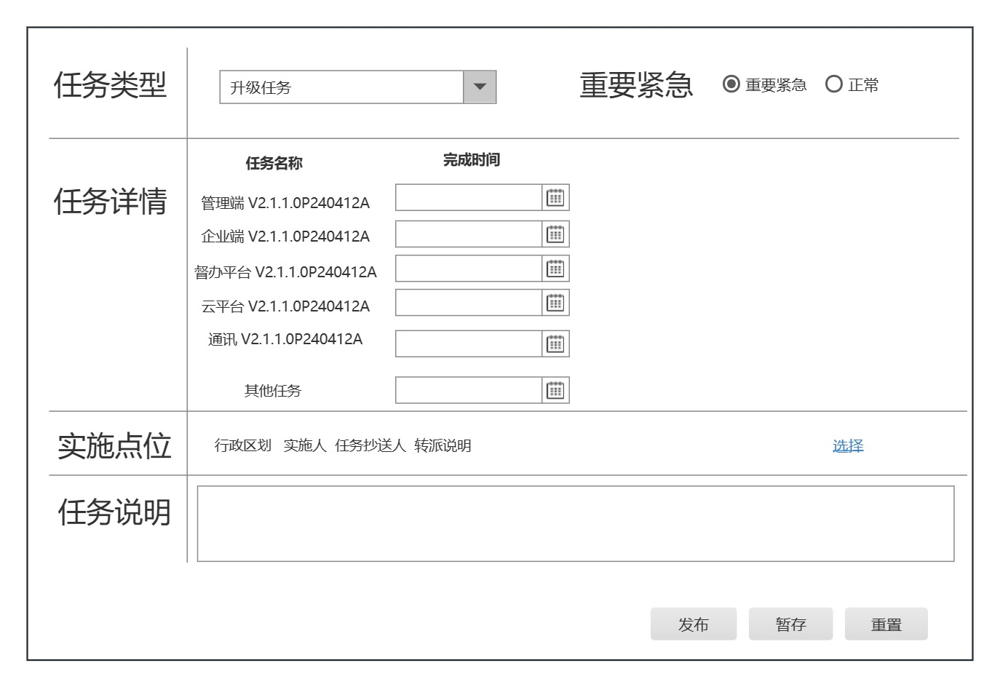 任务类型 升级任务 重要紧急 重要紧急 正常
任务名称 完成时间
任务详情
管理端 V2.1.1.0P240412A
企业端 V2.1.1.0P240412A
督办平台 V2.1.1.0P240412A
云平台 V2.1.1.0P240412A
通讯 V2.1.1.0P240412A
其他任务
实施点位 行政区划 实施人 任务抄送人 转派说明 选择
任务说明
发布 暂存 重置